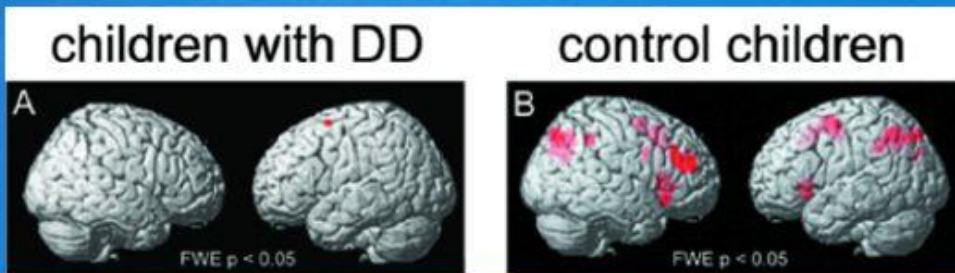 children with DD
control children
A
B
FWE p < 0.05
FWE p < 0.05